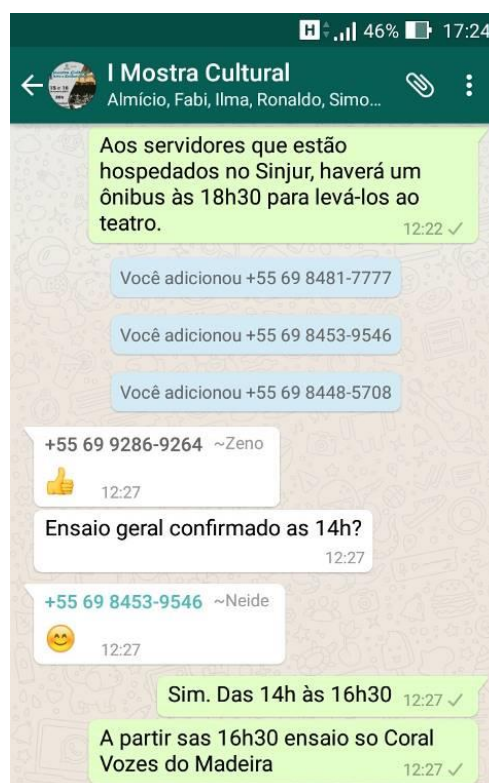 H 46% 17:24
I Mostra Cultural
Almício, Fabi, Ilma, Ronaldo, Simo...
Aos servidores que estão
hospedados no Sinjur, haverá um
ônibus às 18h30 para levá-los ao
teatro.
12:22
Você adicionou +55 69 8481-7777
Você adicionou +55 69 8453-9546
Você adicionou +55 69 8448-5708
+55 69 9286-9264 ~Zeno
12:27
Ensaio geral confirmado as 14h?
12:27
+55 69 8453-9546 ~Neide
12:27
Sim. Das 14h às 16h30 12:27
A partir sas 16h30 ensaio so Coral
Vozes do Madeira
12:27